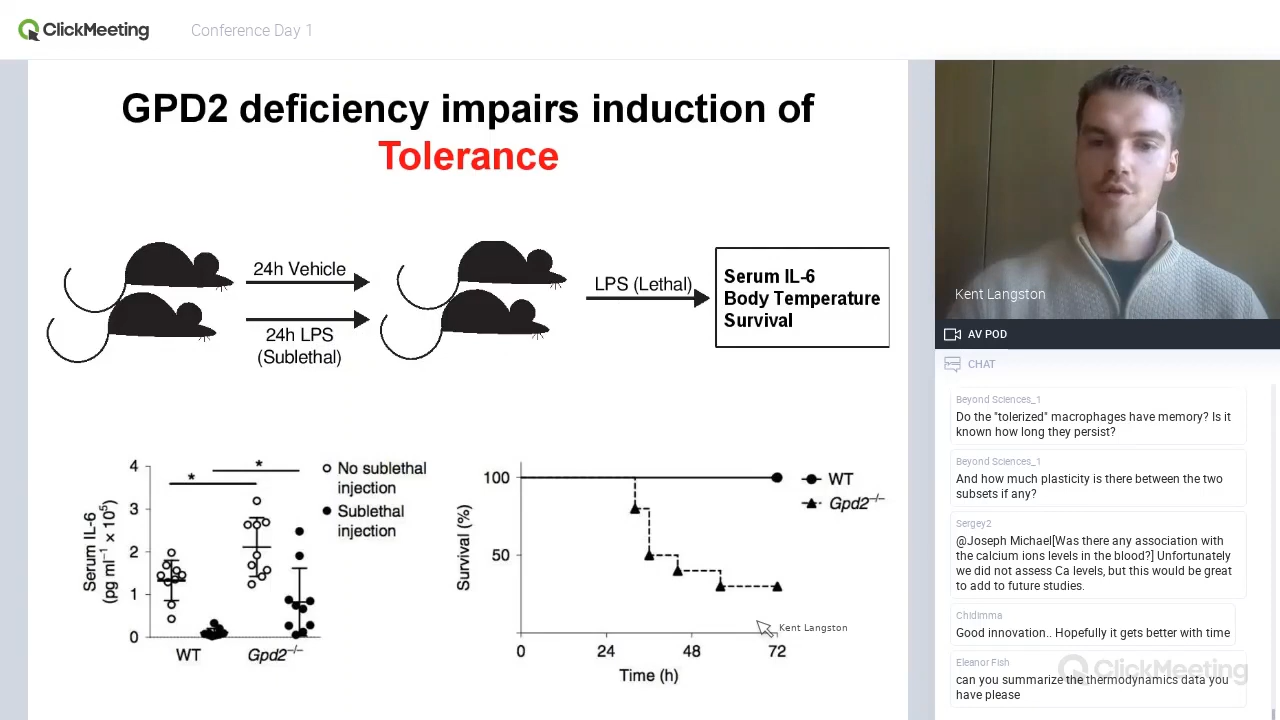 ClickMeeting
Conference Day 1
GPD2 deficiency impairs induction of
Tolerance
24h Vehicle
24h LPS
(Sublethal)
LPS (Lethal)
Serum IL-6
Body Temperature
Survival
4
3
2
1
0
Serum IL-6
(pg ml⁻¹ × 10⁵)
*
*
No sublethal
injection
Sublethal
injection
WT
Gpd2⁻/⁻
100
50
Survival (%)
WT
Gpd2⁻/⁻
0
24
48
72
Time (h)
Kent Langston
Kent Langston
AV POD
CHAT
Beyond Sciences_1
Do the "tolerized" macrophages have memory? Is it
known how long they persist?
Beyond Sciences_1
And how much plasticity is there between the two
subsets if any?
Sergey2
@Joseph Michael[Was there any association with
the calcium ions levels in the blood?] Unfortunately
we did not assess Ca levels, but this would be great
to add to future studies.
Chidimma
Good innovation.. Hopefully it gets better with time
Eleanor Fish
can you summarize the thermodynamics data you
have please
ClickMeeting